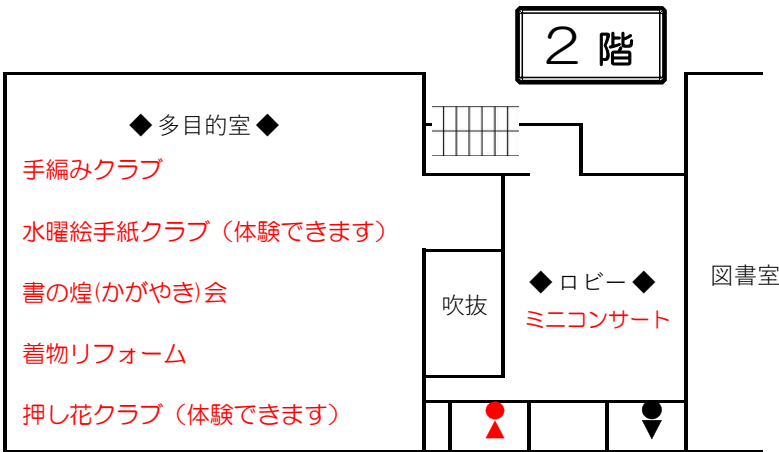 2 階
◆ 多目的室 ◆
手編みクラブ
水曜絵手紙クラブ（体験できます）
書の煌(かがやき)会
着物リフォーム
押し花クラブ（体験できます）
吹抜
◆ ロビー ◆
ミニコンサート
図書室